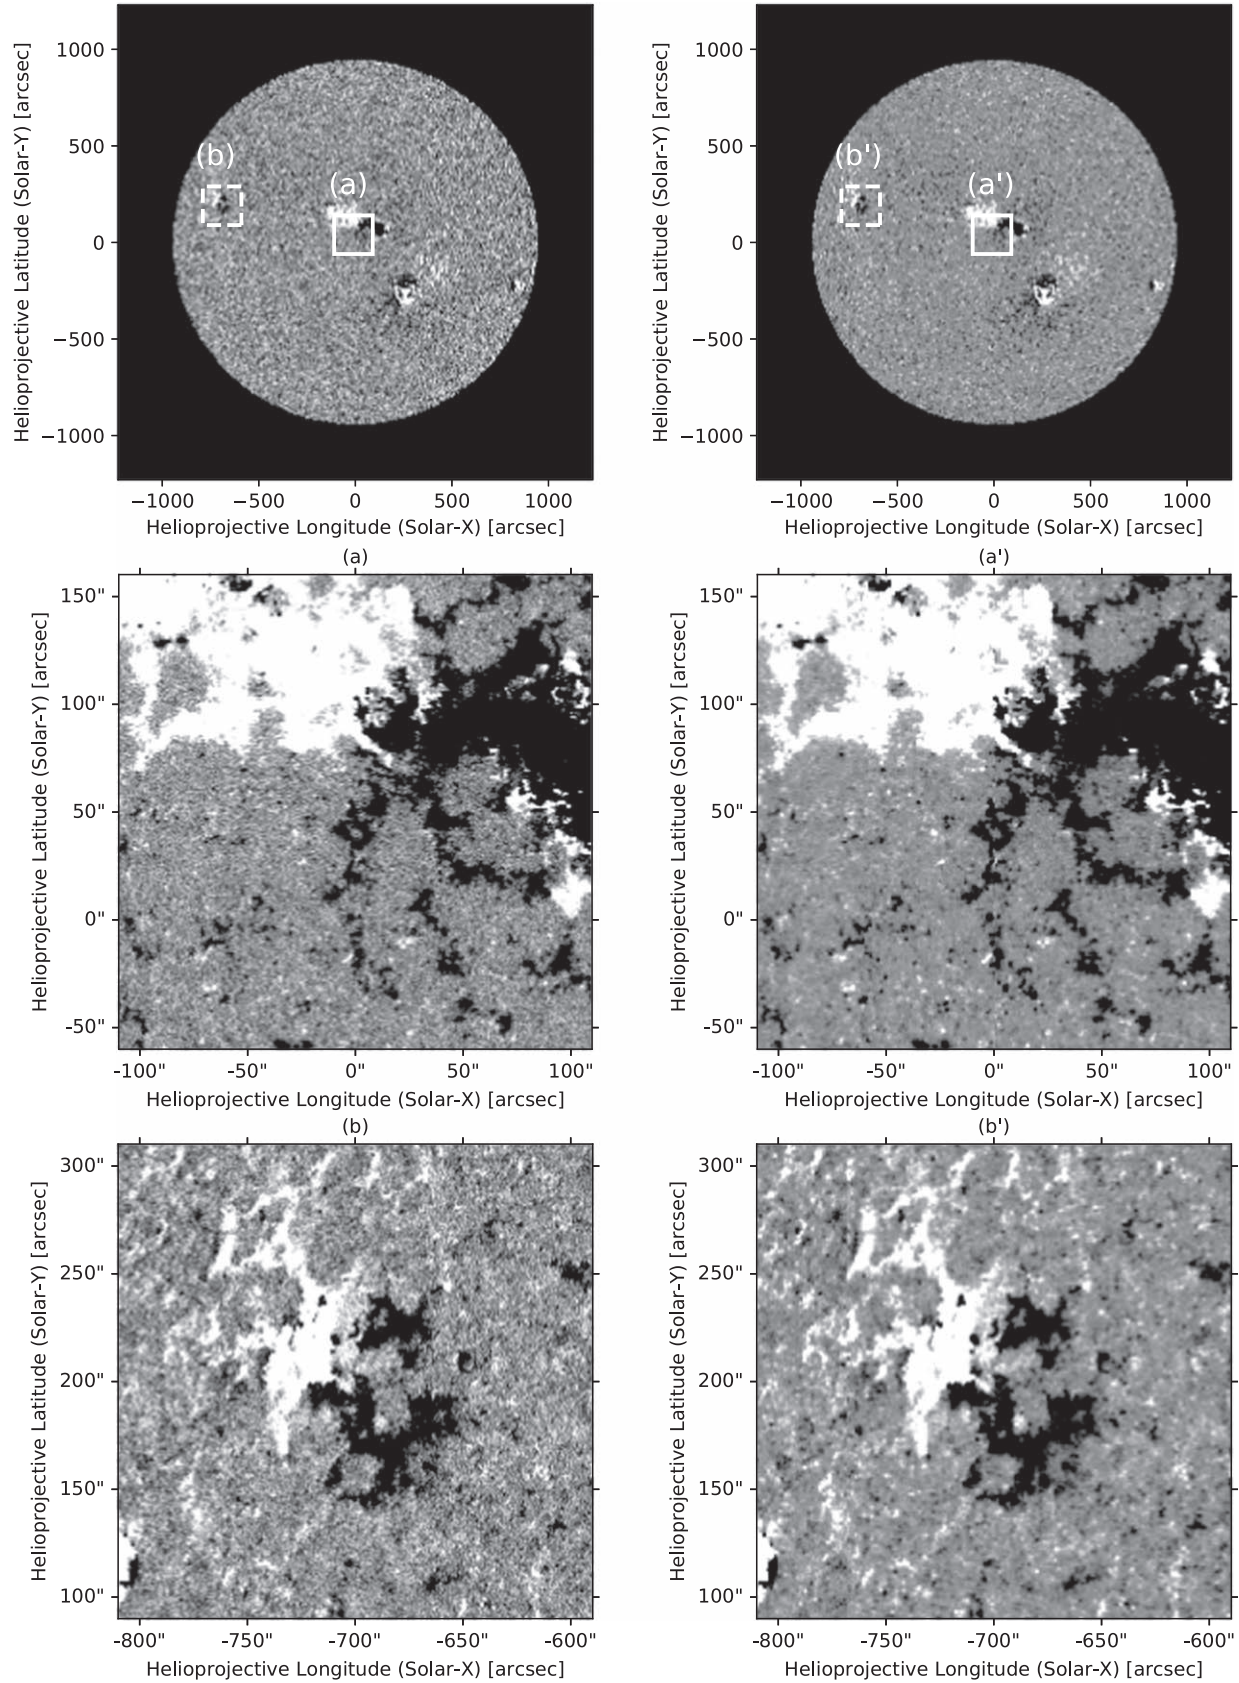 1000
500
0
−500
−1000
Helioprojective Latitude (Solar-Y) [arcsec]
(b)
(a)
−1000 −500 0 500 1000
Helioprojective Longitude (Solar-X) [arcsec]
1000
500
0
−500
−1000
Helioprojective Latitude (Solar-Y) [arcsec]
(b')
(a')
−1000 −500 0 500 1000
Helioprojective Longitude (Solar-X) [arcsec]
(a)
150"
100"
50"
0"
-50"
Helioprojective Latitude (Solar-Y) [arcsec]
-100" -50" 0" 50" 100"
Helioprojective Longitude (Solar-X) [arcsec]
(a')
150"
100"
50"
0"
-50"
Helioprojective Latitude (Solar-Y) [arcsec]
-100" -50" 0" 50" 100"
Helioprojective Longitude (Solar-X) [arcsec]
(b)
300"
250"
200"
150"
100"
Helioprojective Latitude (Solar-Y) [arcsec]
-800" -750" -700" -650" -600"
Helioprojective Longitude (Solar-X) [arcsec]
(b')
300"
250"
200"
150"
100"
Helioprojective Latitude (Solar-Y) [arcsec]
-800" -750" -700" -650" -600"
Helioprojective Longitude (Solar-X) [arcsec]